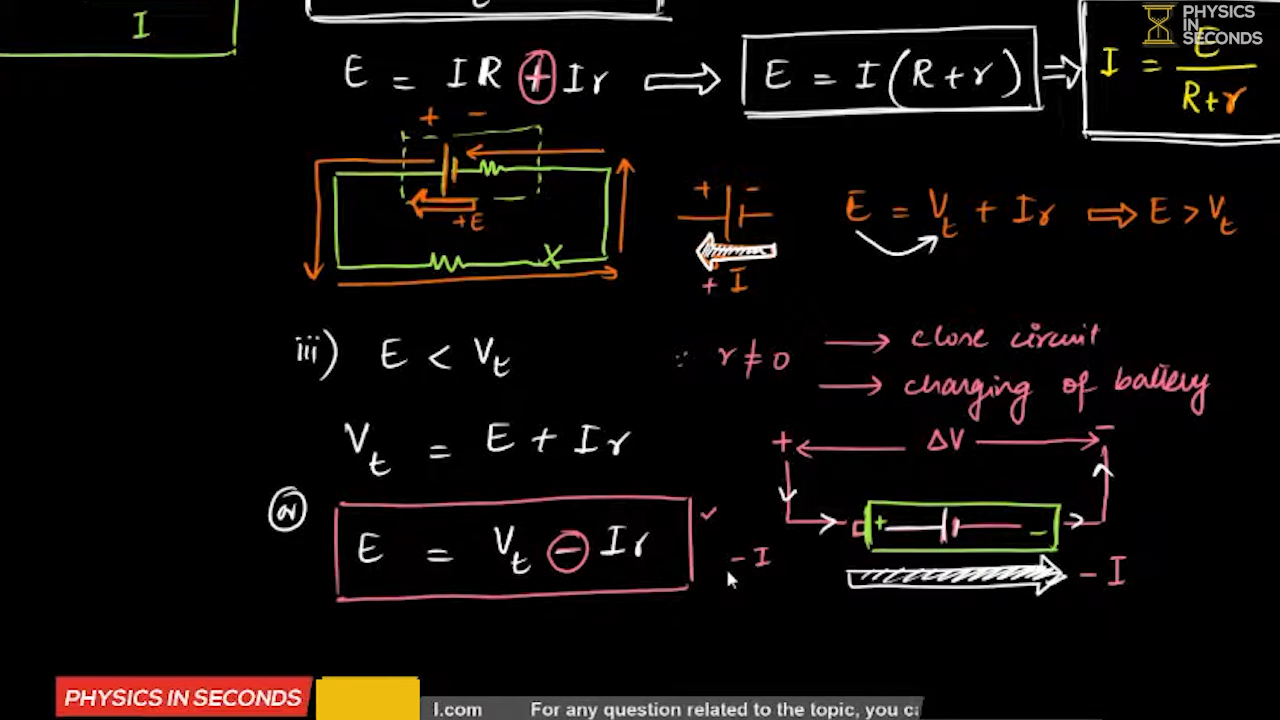 PHYSICS
IN
SECONDS
I
E = IR + Ir ⇒ E = I(R+r) ⇒ I = E / R+r
+ -
+E
+ -
+ I
E = Vt + Ir ⇒ E > Vt
iii) E < Vt ∵ r ≠ 0 → close circuit
→ charging of battery
Vt = E + Ir
+ ← ΔV → -
or
E = Vt - Ir ✓
+ -
- I
- I
PHYSICS IN SECONDS
l.com For any question related to the topic, you ca